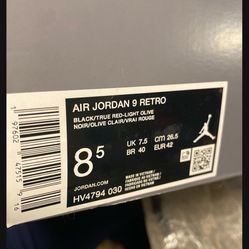 AIR JORDAN 9 RETRO
BLACK/TRUE RED-LIGHT OLIVE
NOIR/OLIVE CLAIR/VRAI ROUGE
8 5
UK 7.5
cm 26.5
BR 40
EUR 42
JORDAN.COM
HV4794 030